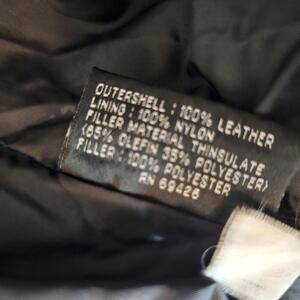 OUTERSHELL : 100% LEATHER
LINING : 100% NYLON
FILLER MATERIAL THINSULATE
(65% OLEFIN 35% POLYESTER)
FILLER : 100% POLYESTER
RN 69426